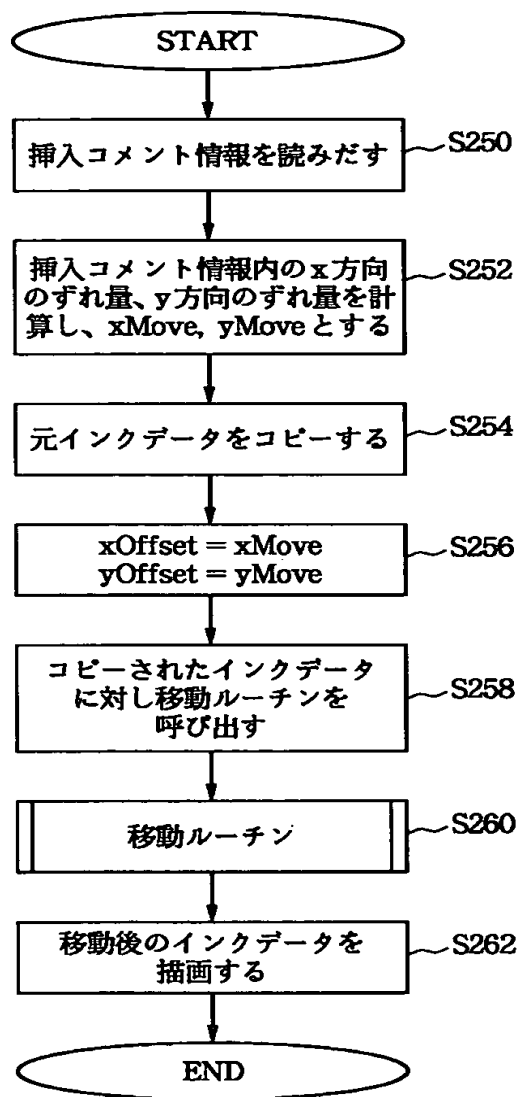 START
挿入コメント情報を読みだす
S250
挿入コメント情報内のx方向
のずれ量、y方向のずれ量を計
算し、xMove, yMoveとする
S252
元インクデータをコピーする
S254
xOffset = xMove
yOffset = yMove
S256
コピーされたインクデータ
に対し移動ルーチンを
呼び出す
S258
移動ルーチン
S260
移動後のインクデータを
描画する
S262
END